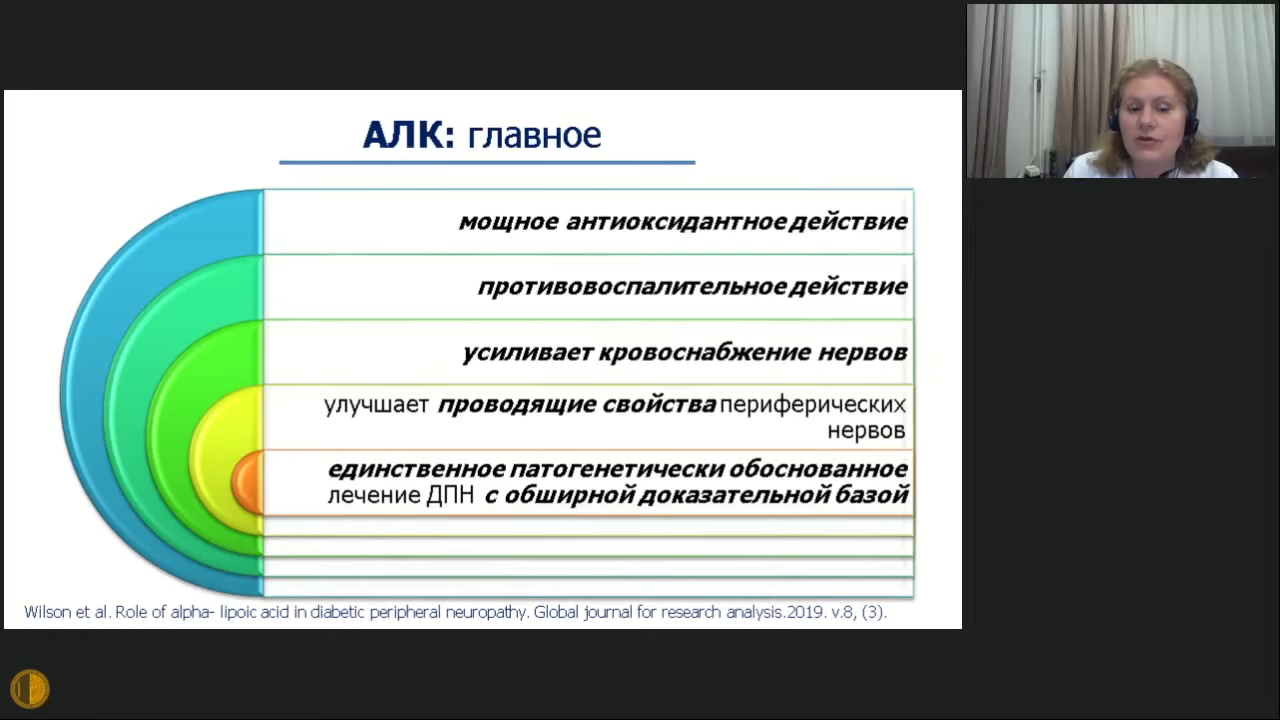 АЛК: главное
мощное антиоксидантное действие
противовоспалительное действие
усиливает кровоснабжение нервов
улучшает проводящие свойства периферических
нервов
единственное патогенетически обоснованное
лечение ДПН с обширной доказательной базой
Wilson et al. Role of alpha- lipoic acid in diabetic peripheral neuropathy. Global journal for research analysis.2019. v.8, (3).